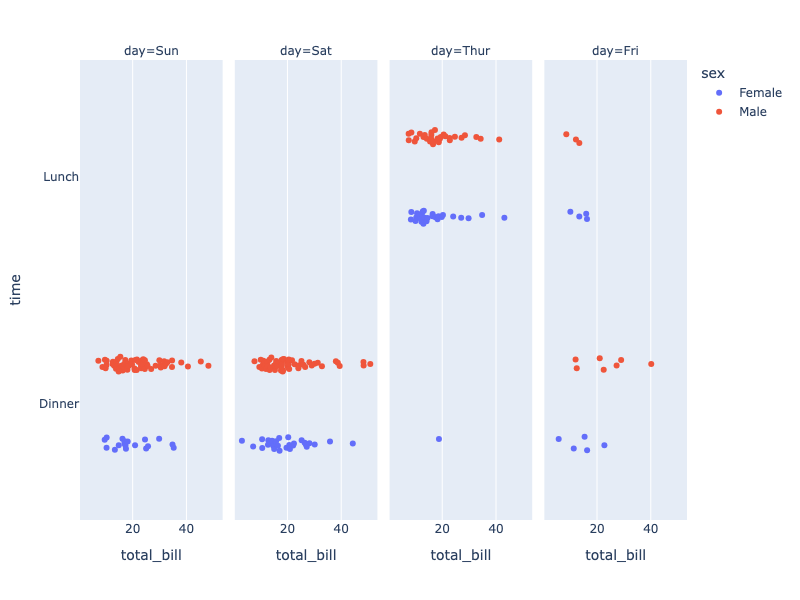 day=Sun
day=Sat
day=Thur
day=Fri
sex
Female
Male
time
Lunch
Dinner
20
40
20
40
20
40
20
40
total_bill
total_bill
total_bill
total_bill